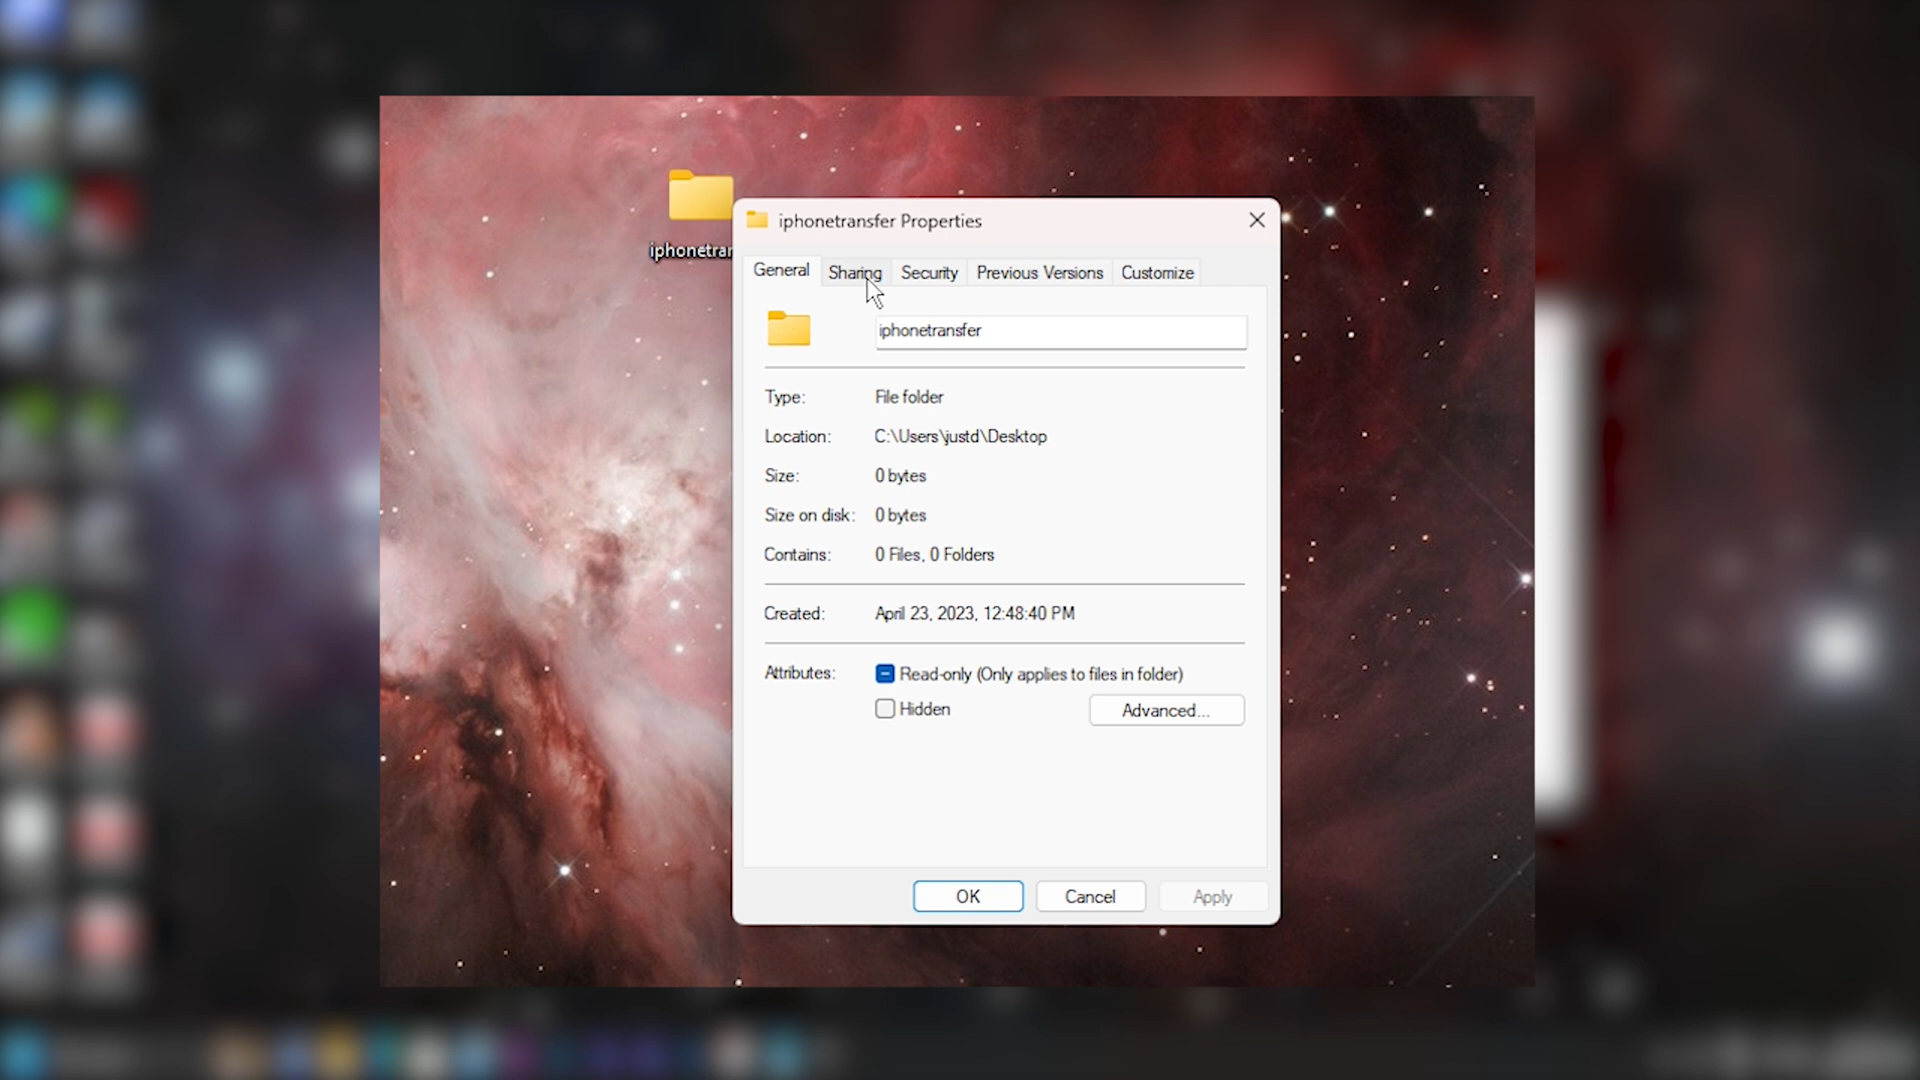 iphonetransfer Properties
iphonetran
General Sharing Security Previous Versions Customize
iphonetransfer
Type: File folder
Location: C:\Users\justd\Desktop
Size: 0 bytes
Size on disk: 0 bytes
Contains: 0 Files, 0 Folders
Created: April 23, 2023, 12:48:40 PM
Attributes: Read-only (Only applies to files in folder)
Hidden Advanced...
OK Cancel Apply